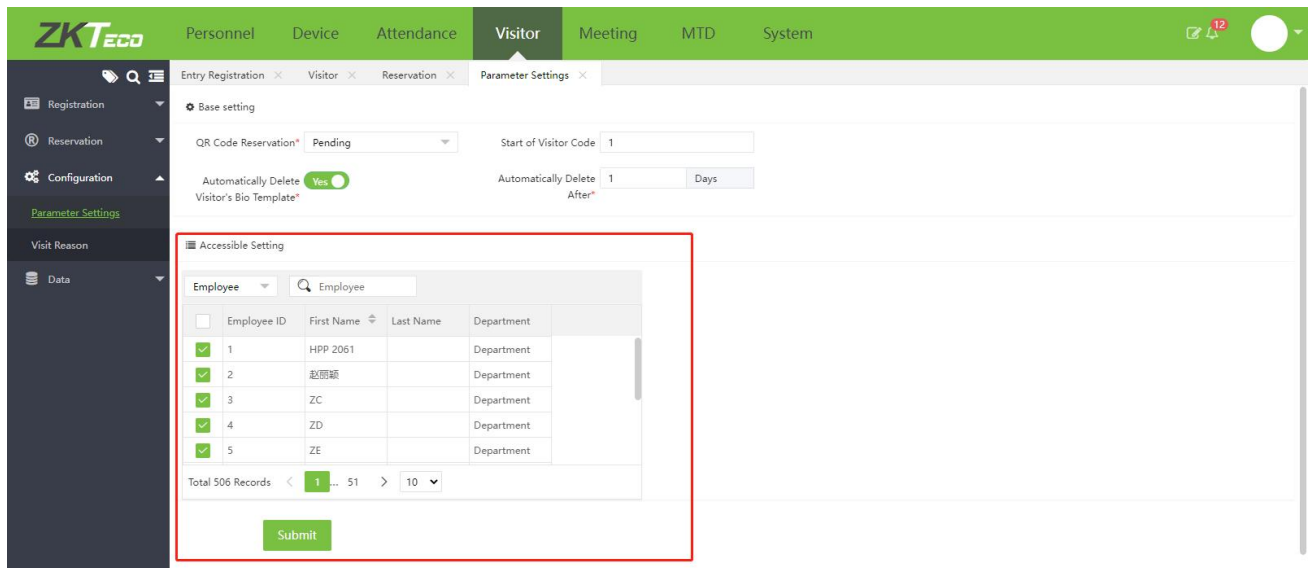 ZKTECO Personnel Device Attendance Visitor Meeting MTD System 12
Entry Registration Visitor Reservation Parameter Settings
Registration
Reservation
Configuration
Parameter Settings
Visit Reason
Data
Base setting
QR Code Reservation* Pending Start of Visitor Code 1
Automatically Delete Yes Automatically Delete 1 Days
Visitor's Bio Template* After*
Accessible Setting
Employee Employee
Employee ID First Name Last Name Department
1 HPP 2061 Department
2 赵丽颖 Department
3 ZC Department
4 ZD Department
5 ZE Department
Total 506 Records < 1 ... 51 > 10
Submit